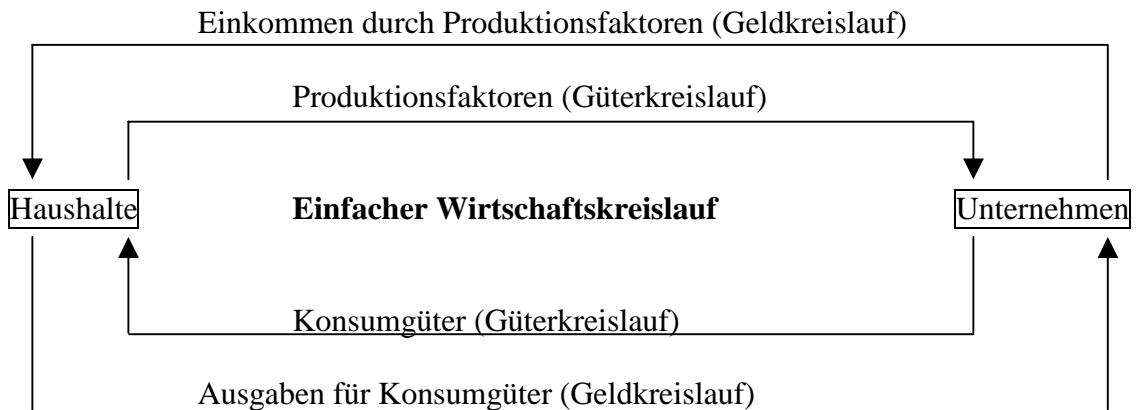 Einkommen durch Produktionsfaktoren (Geldkreislauf)
Produktionsfaktoren (Güterkreislauf)
Haushalte
Einfacher Wirtschaftskreislauf
Unternehmen
Konsumgüter (Güterkreislauf)
Ausgaben für Konsumgüter (Geldkreislauf)